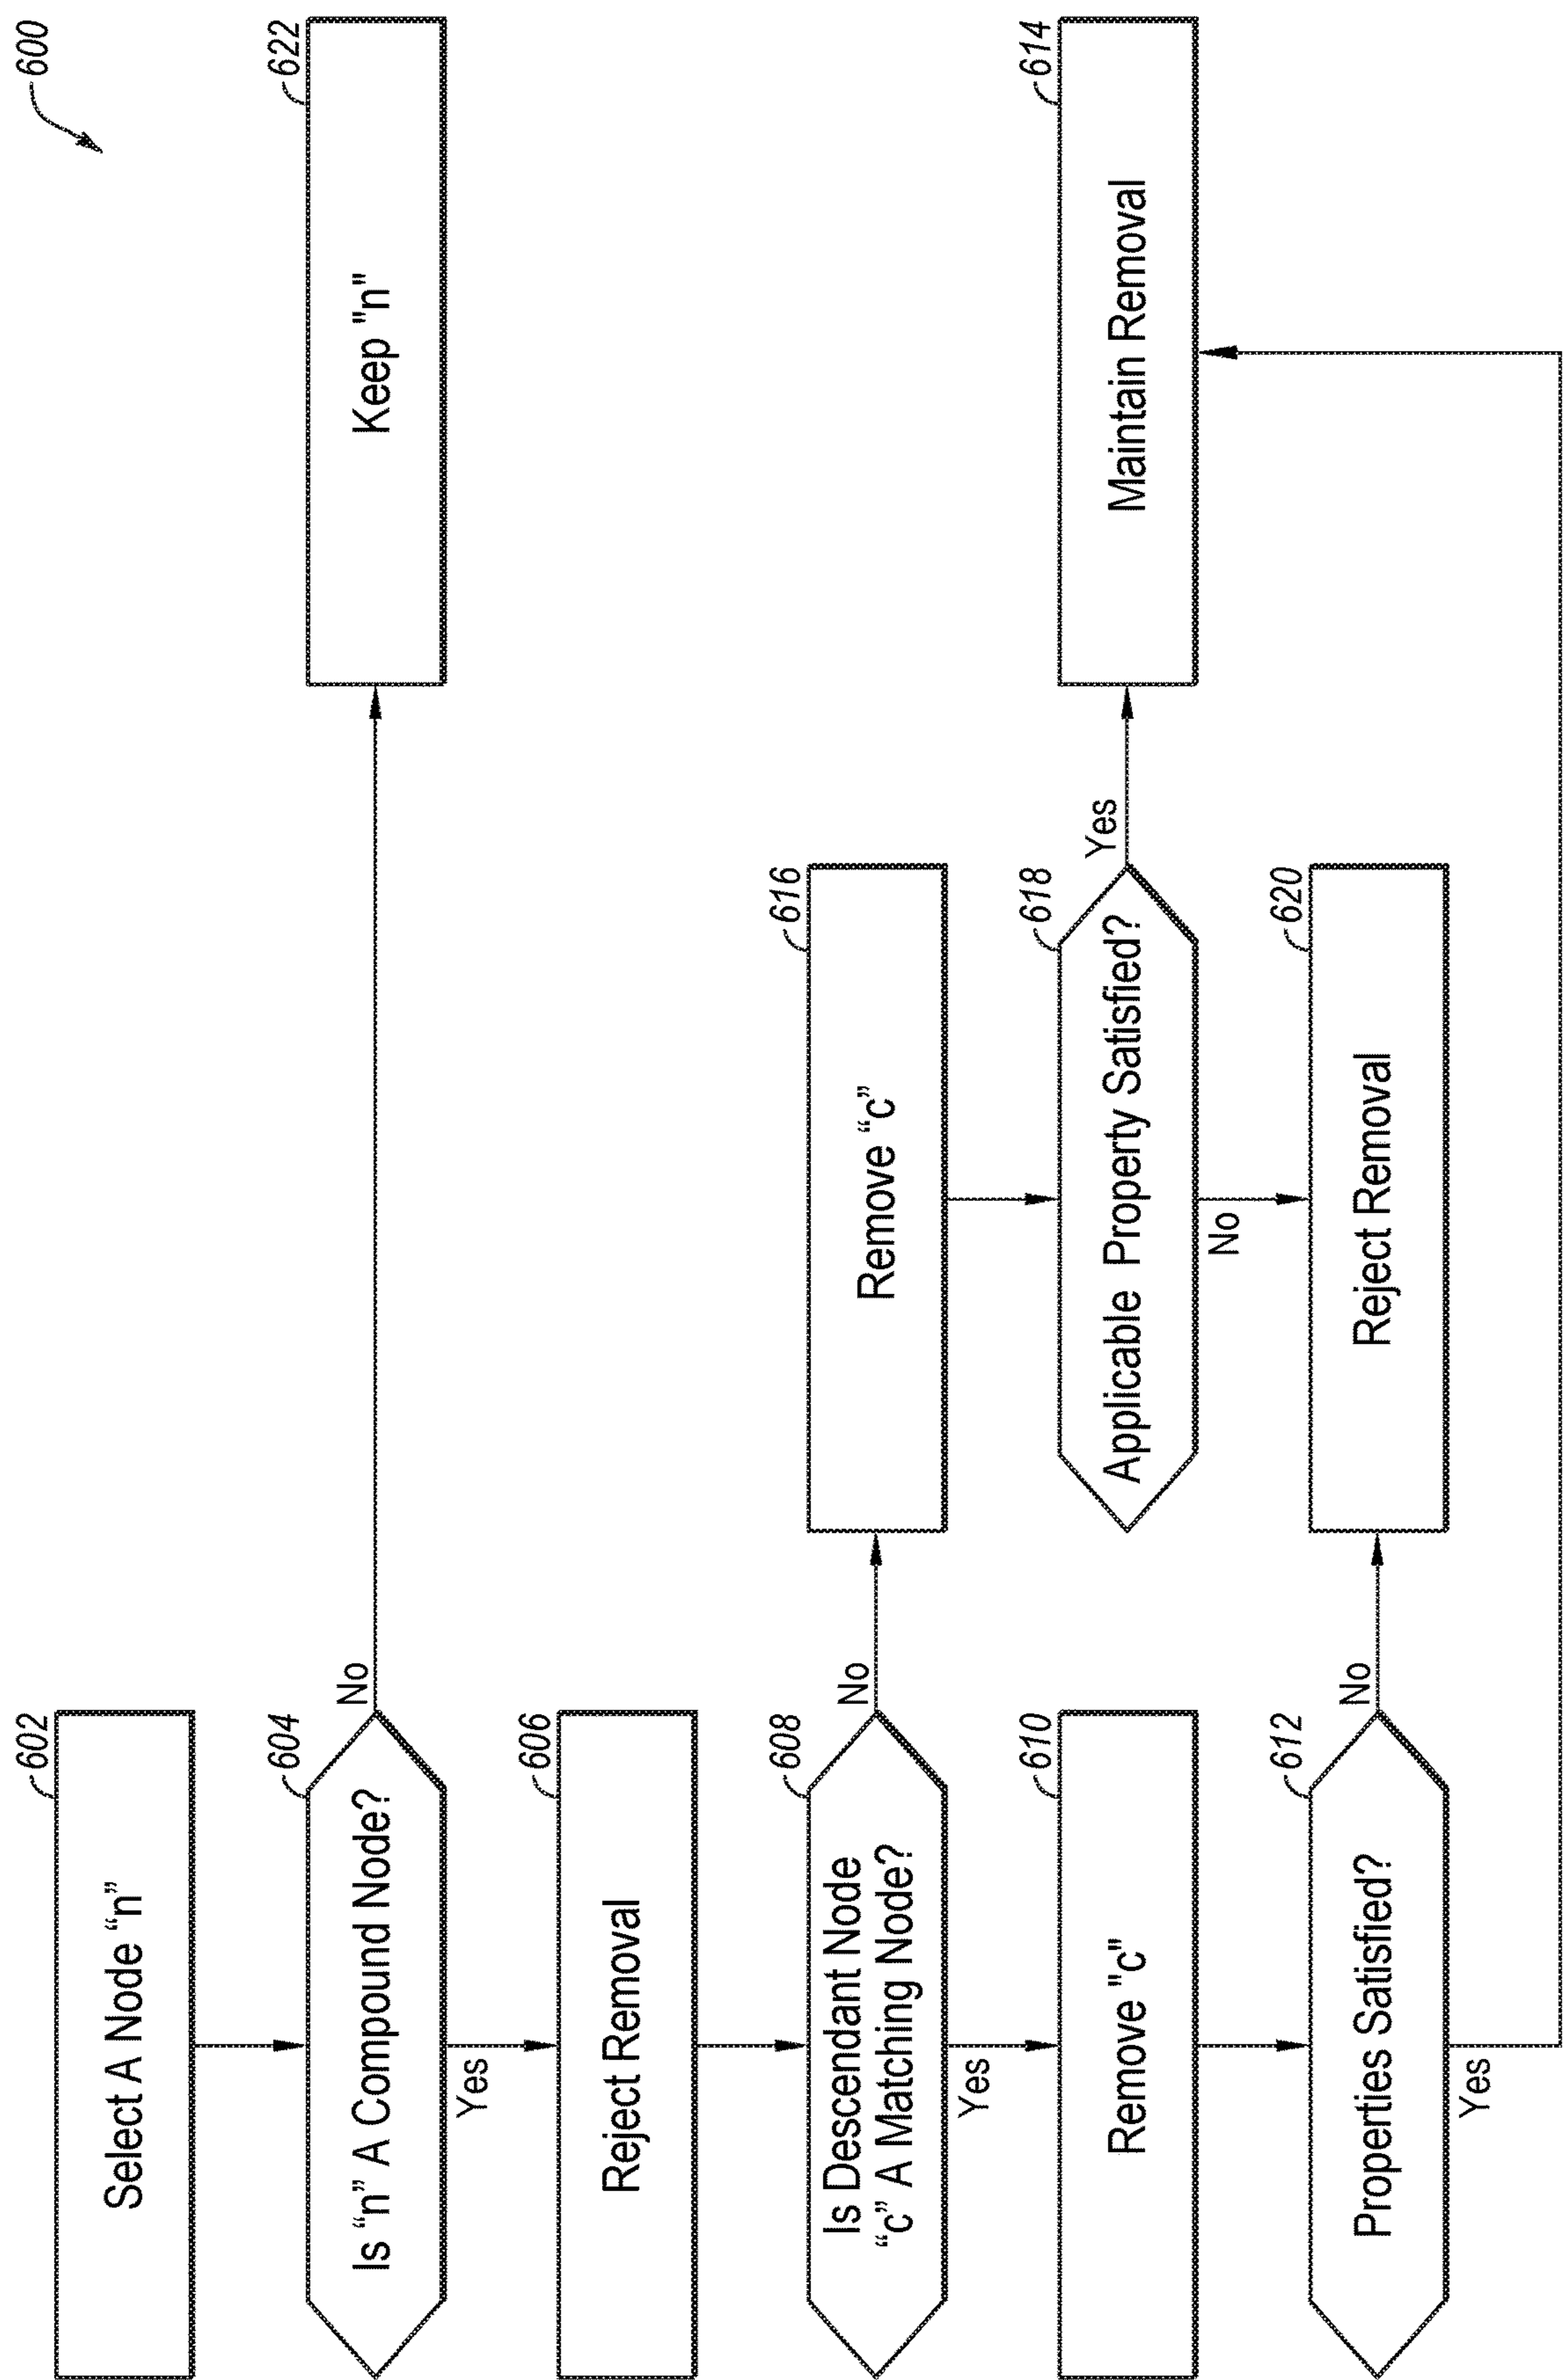 600
602
Select A Node “n”
604
Is “n” A Compound Node?
No
Yes
622
Keep "n"
606
Reject Removal
608
Is Descendant Node
“c” A Matching Node?
No
Yes
616
Remove “c”
610
Remove "c"
618
Applicable Property Satisfied?
Yes
No
614
Maintain Removal
612
Properties Satisfied?
No
Yes
620
Reject Removal